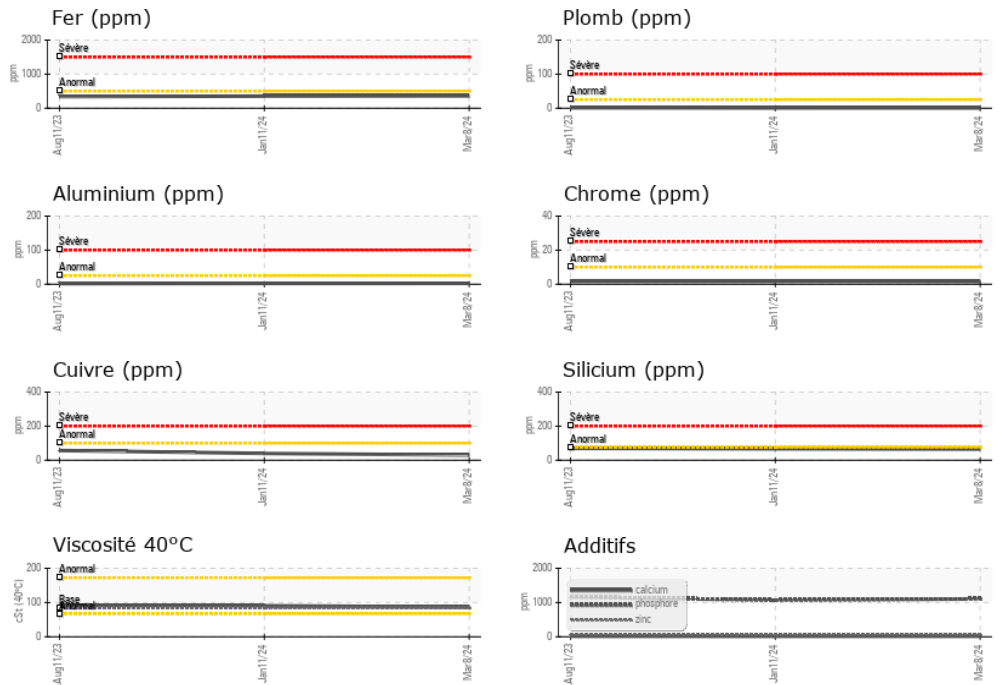 Fer (ppm)
2000
1000
0
ppm
Sévère
Anormal
Aug11/23
Jan11/24
Mar8/24
Plomb (ppm)
200
100
0
ppm
Sévère
Anormal
Aug11/23
Jan11/24
Mar8/24
Aluminium (ppm)
200
100
0
ppm
Sévère
Anormal
Aug11/23
Jan11/24
Mar8/24
Chrome (ppm)
40
20
0
ppm
Sévère
Anormal
Aug11/23
Jan11/24
Mar8/24
Cuivre (ppm)
400
200
0
ppm
Sévère
Anormal
Aug11/23
Jan11/24
Mar8/24
Silicium (ppm)
400
200
0
ppm
Sévère
Anormal
Aug11/23
Jan11/24
Mar8/24
Viscosité 40ºC
200
100
0
cSt (40ºC)
Anormal
Base
Anormal
Aug11/23
Jan11/24
Mar8/24
Additifs
2000
1000
0
ppm
calcium
phosphore
zinc
Aug11/23
Jan11/24
Mar8/24